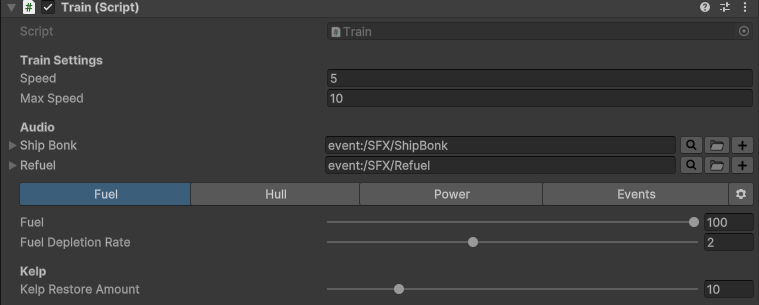 Train (Script)
Script Train
Train Settings
Speed 5
Max Speed 10
Audio
Ship Bonk event:/SFX/ShipBonk
Refuel event:/SFX/Refuel
Fuel Hull Power Events
Fuel 100
Fuel Depletion Rate 2
Kelp
Kelp Restore Amount 10